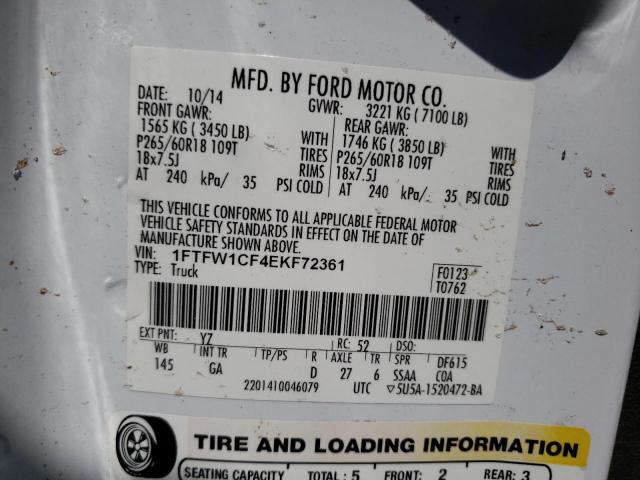 MFD. BY FORD MOTOR CO.
DATE: 10/14 GVWR: 3221 KG ( 7100 LB)
FRONT GAWR: REAR GAWR:
1565 KG ( 3450 LB) WITH 1746 KG ( 3850 LB) WITH
P265/60R18 109T TIRES P265/60R18 109T TIRES
18x7.5J RIMS 18x7.5J RIMS
AT 240 kPa/ 35 PSI COLD AT 240 kPa/ 35 PSI COLD
THIS VEHICLE CONFORMS TO ALL APPLICABLE FEDERAL MOTOR
VEHICLE SAFETY STANDARDS IN EFFECT ON THE DATE OF
MANUFACTURE SHOWN ABOVE.
VIN: 1FTFW1CF4EKF72361 F0123
TYPE: Truck T0762
EXT PNT: YZ RC: 52 DSO:
WB INT TR TP/PS R AXLE TR SPR DF615
145 GA D 27 6 SSAA C0A
2201410046079 UTC ▽5U5A-1520472-BA
TIRE AND LOADING INFORMATION
SEATING CAPACITY TOTAL : 5 FRONT: 2 REAR: 3